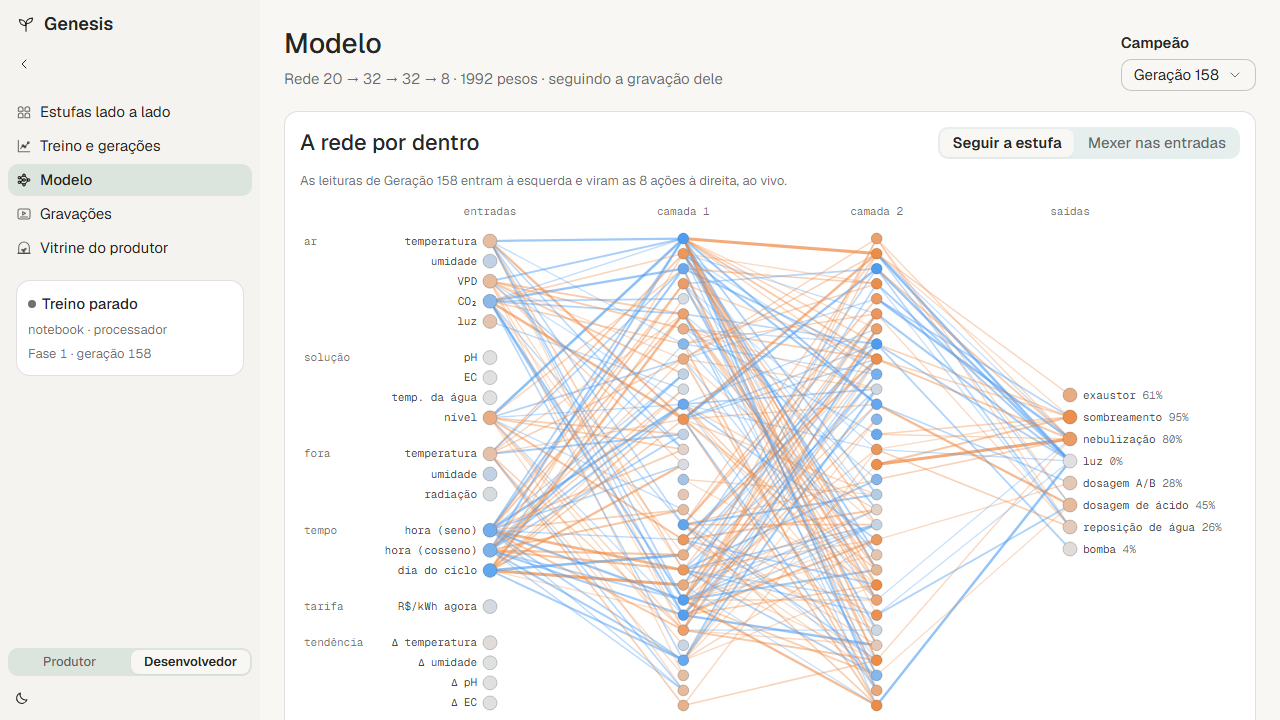 Genesis
Estufas lado a lado
Treino e gerações
Modelo
Gravações
Vitrine do produtor
Treino parado
notebook · processador
Fase 1 · geração 158
Produtor
Desenvolvedor
Modelo
Rede 20 → 32 → 32 → 8 · 1992 pesos · seguindo a gravação dele
Campeão
Geração 158
A rede por dentro
Seguir a estufa
Mexer nas entradas
As leituras de Geração 158 entram à esquerda e viram as 8 ações à direita, ao vivo.
entradas camada 1 camada 2 saídas
ar
temperatura
umidade
VPD
CO₂
luz
solução
pH
EC
temp. da água
nível
fora
temperatura
umidade
radiação
tempo
hora (seno)
hora (cosseno)
dia do ciclo
tarifa
R$/kWh agora
tendência
Δ temperatura
Δ umidade
Δ pH
Δ EC
exaustor 61%
sombreamento 95%
nebulização 80%
luz 0%
dosagem A/B 28%
dosagem de ácido 45%
reposição de água 26%
bomba 4%